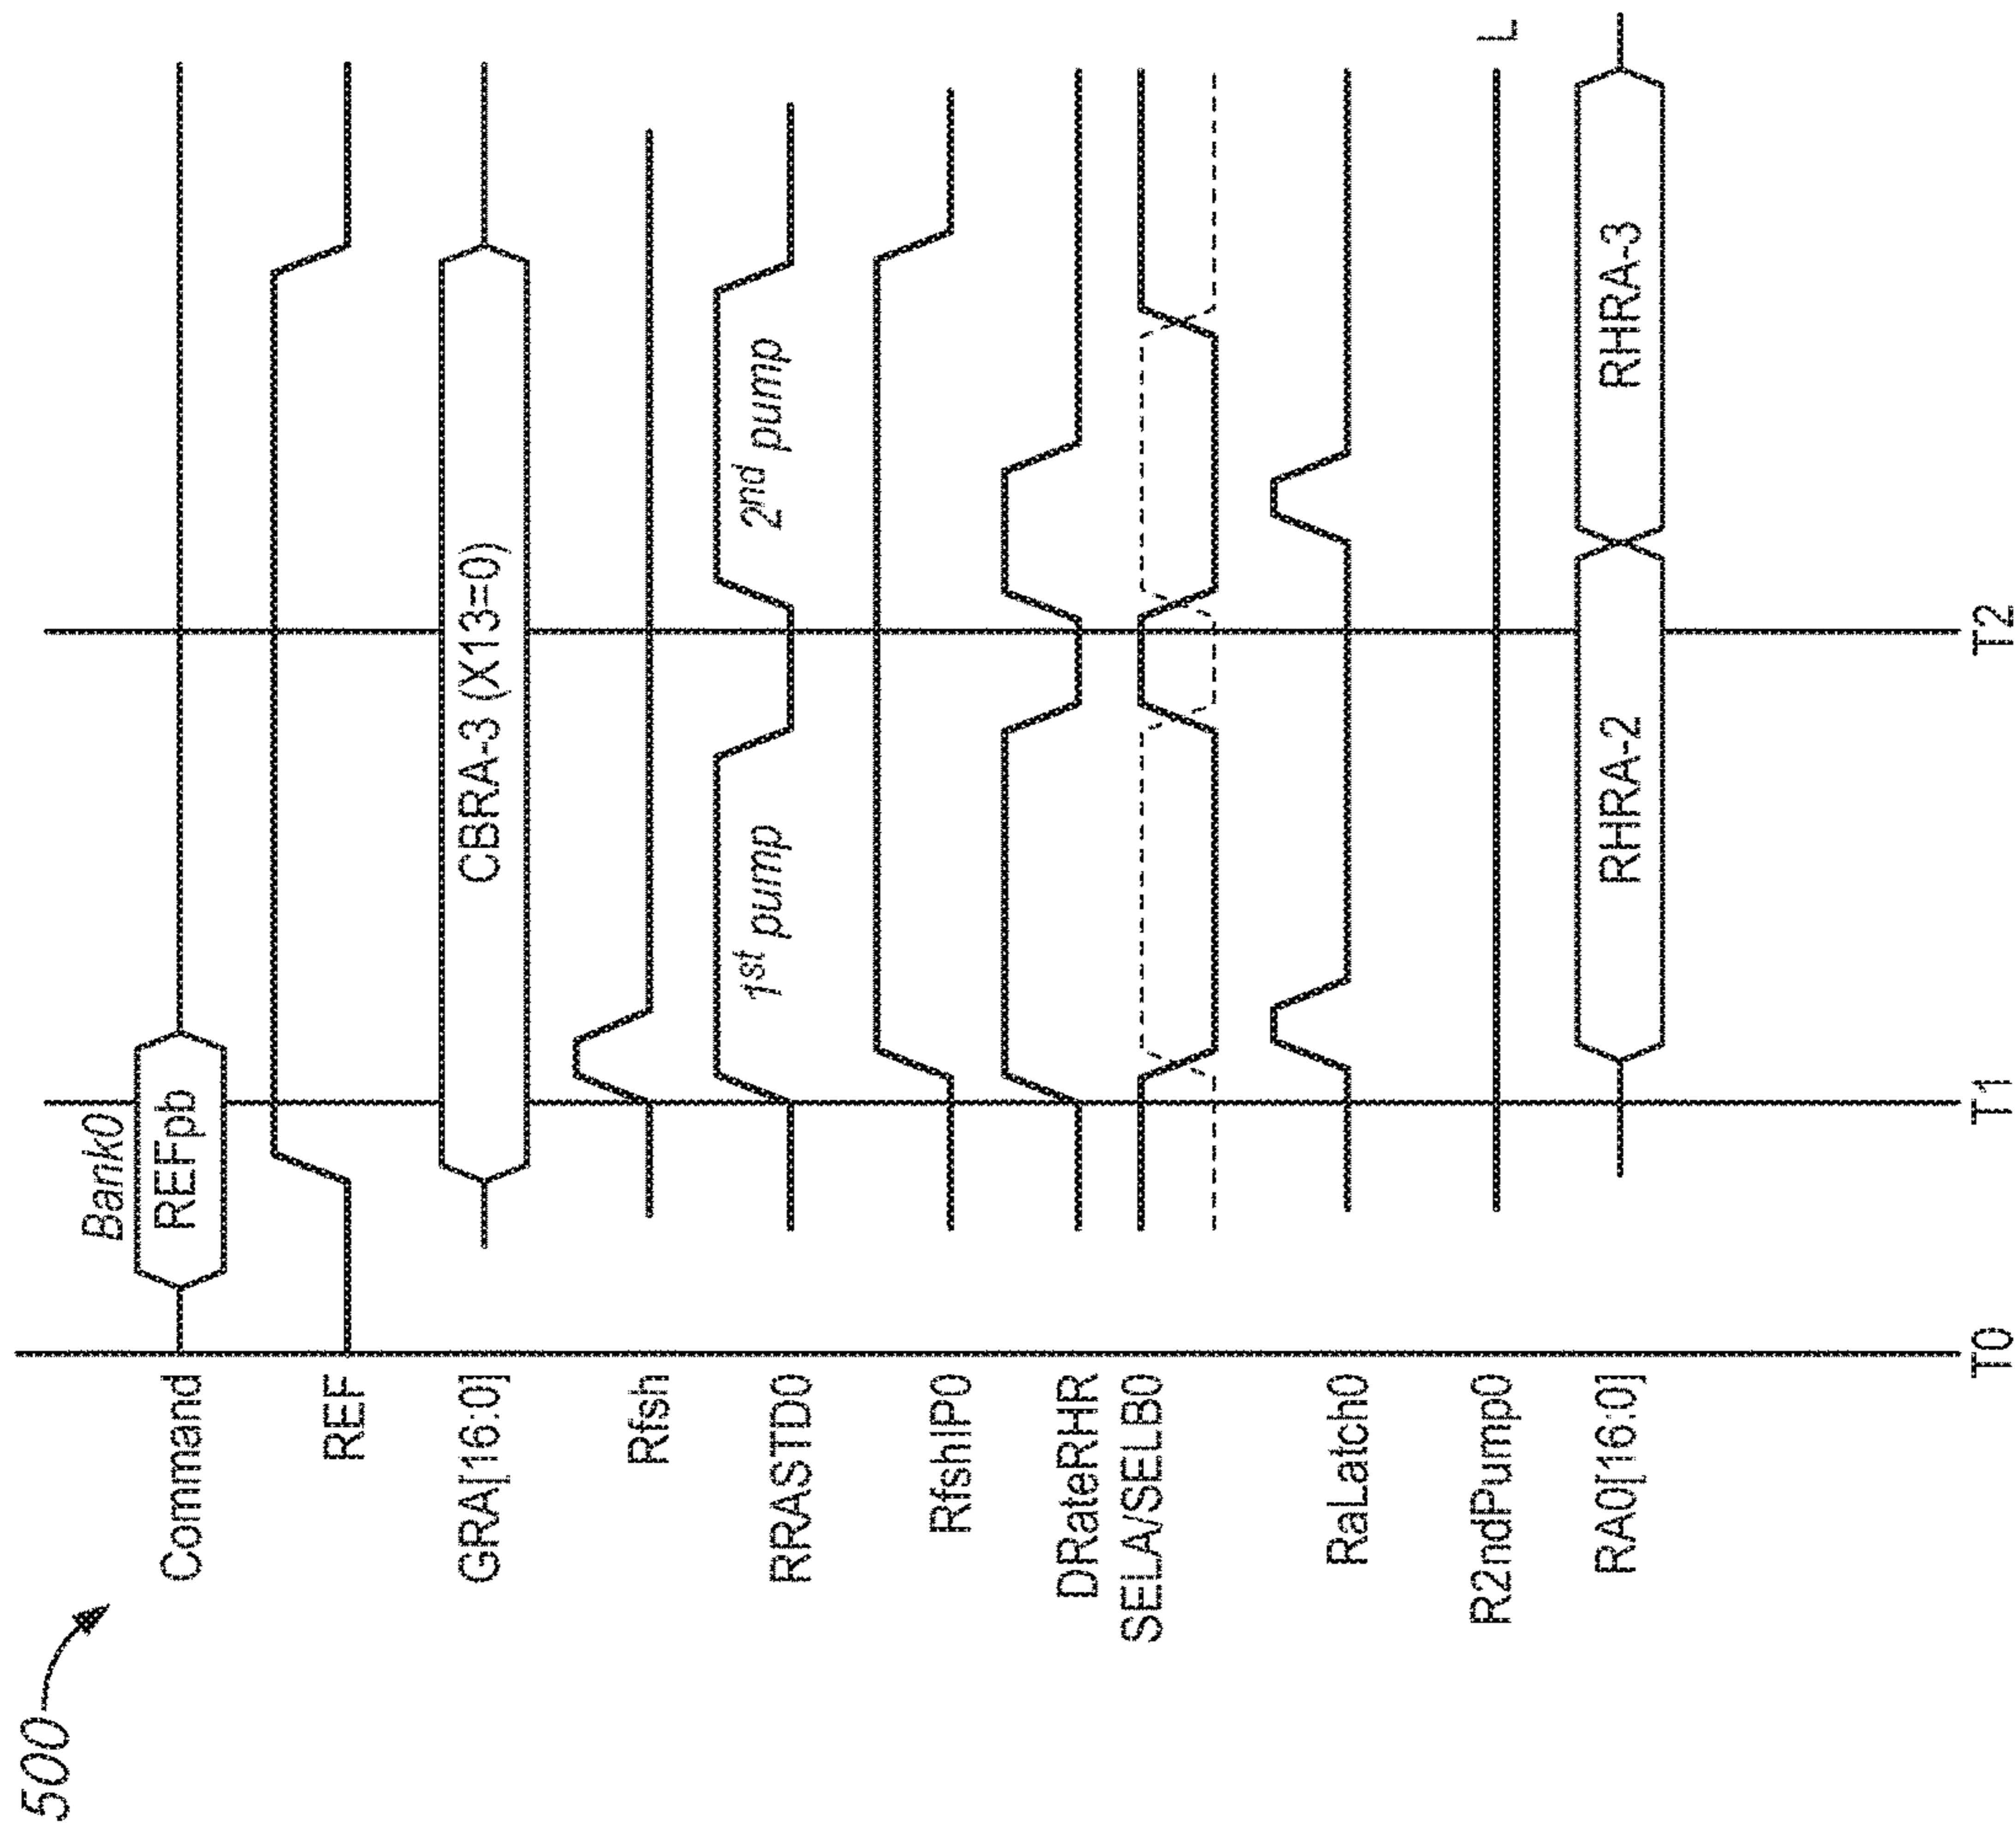 500
Bank0
Command
REFpb
REF
GRA[16:0]
CBRA-3 (X13=0)
Rfsh
RRASTD0
1st pump
2nd pump
RfshIP0
DRateRHR
SELA/SELB0
RaLatch0
R2ndPump0
L
RA0[16:0]
RHRA-2
RHRA-3
T0
T1
T2